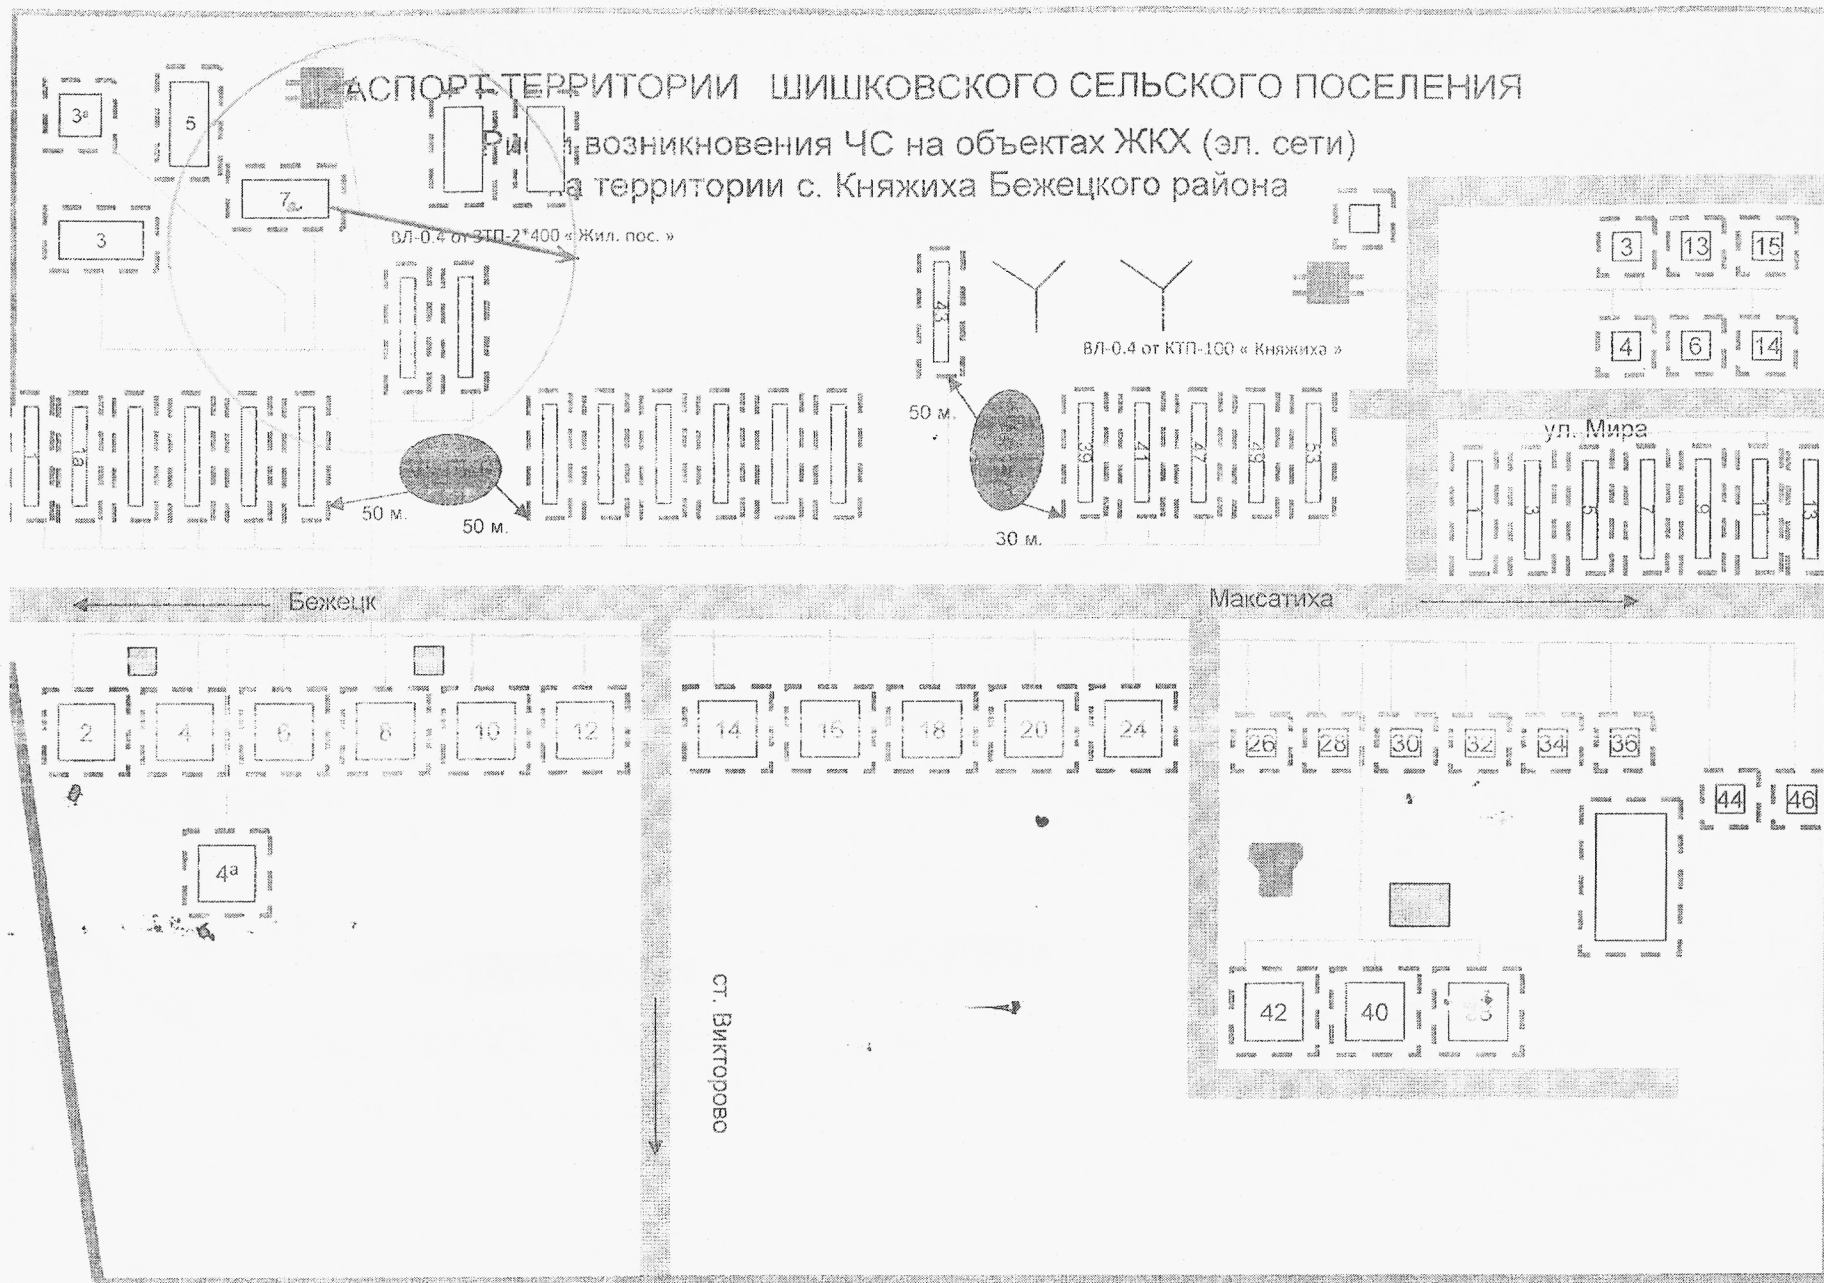 АСПОРТ ТЕРРИТОРИИ ШИШКОВСКОГО СЕЛЬСКОГО ПОСЕЛЕНИЯ
возникновения ЧС на объектах ЖКХ (эл. сети)
территории с. Княжиха Бежецкого района
3а
5
7
3
ВЛ-0.4 от ЗТП-2*400 « Жил. пос. »
43
ВЛ-0.4 от КТП-100 « Княжиха »
3 13 15
4 6 14
ул. Мира
1 1а
50 м.
50 м.
50 м.
30 м.
39 41 47 49 53
1 3 5 7 9 11 13
Бежецк
Максатиха
2 4 6 8 10 12
14 16 18 20 24
26 28 30 32 34 36
44 46
4а
42 40
ст. Викторово